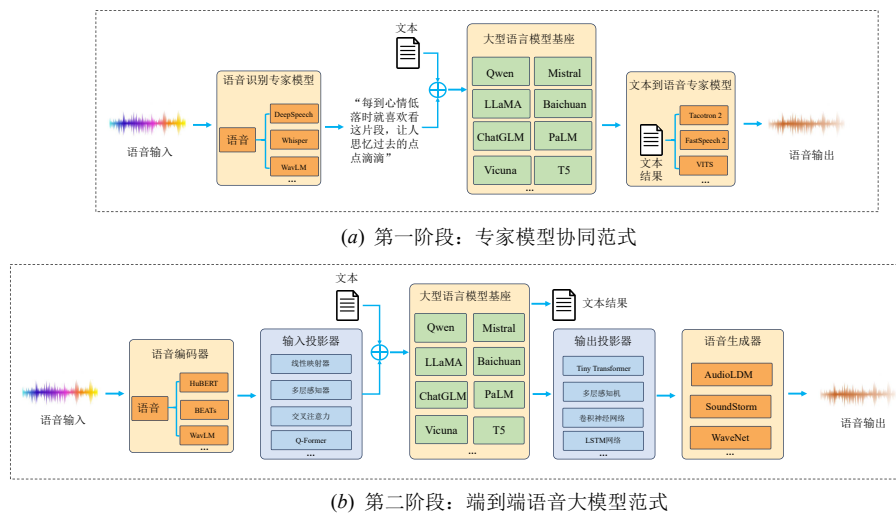 文本
大型语言模型基座
语音识别专家模型
文本到语音专家模型
Qwen
Mistral
DeepSpeech
“每到心情低
落时就喜欢看
这片段，让人
思忆过去的点
点滴滴”
LLaMA
Baichuan
Tacotron 2
语音
Whisper
ChatGLM
PaLM
FastSpeech 2
语音输入
文本
结果
语音输出
WavLM
...
Vicuna
T5
...
VITS
...
(a) 第一阶段：专家模型协同范式
文本
大型语言模型基座
文本结果
语音编码器
输入投影器
Qwen
Mistral
输出投影器
语音生成器
线性映射器
LLaMA
Baichuan
Tiny Transformer
AudioLDM
HuBERT
多层感知器
多层感知机
语音
BEATs
ChatGLM
PaLM
SoundStorm
交叉注意力
卷积神经网络
语音输入
语音输出
WavLM
...
Q-Former
...
Vicuna
T5
...
LSTM网络
...
WaveNet
...
(b) 第二阶段：端到端语音大模型范式